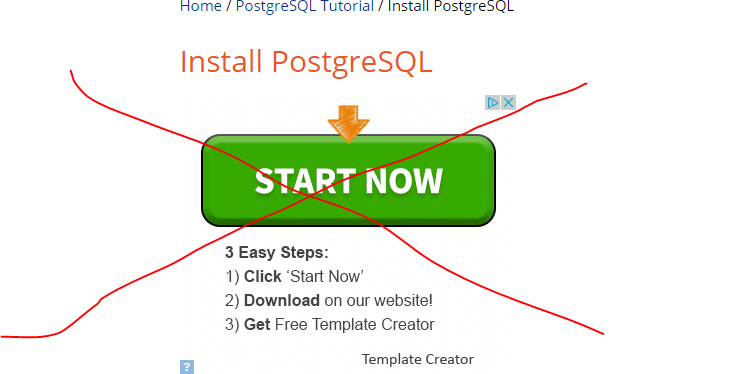 Home / PostgreSQL Tutorial / Install PostgreSQL
Install PostgreSQL
START NOW
3 Easy Steps:
1) Click ‘Start Now’
2) Download on our website!
3) Get Free Template Creator
Template Creator
?